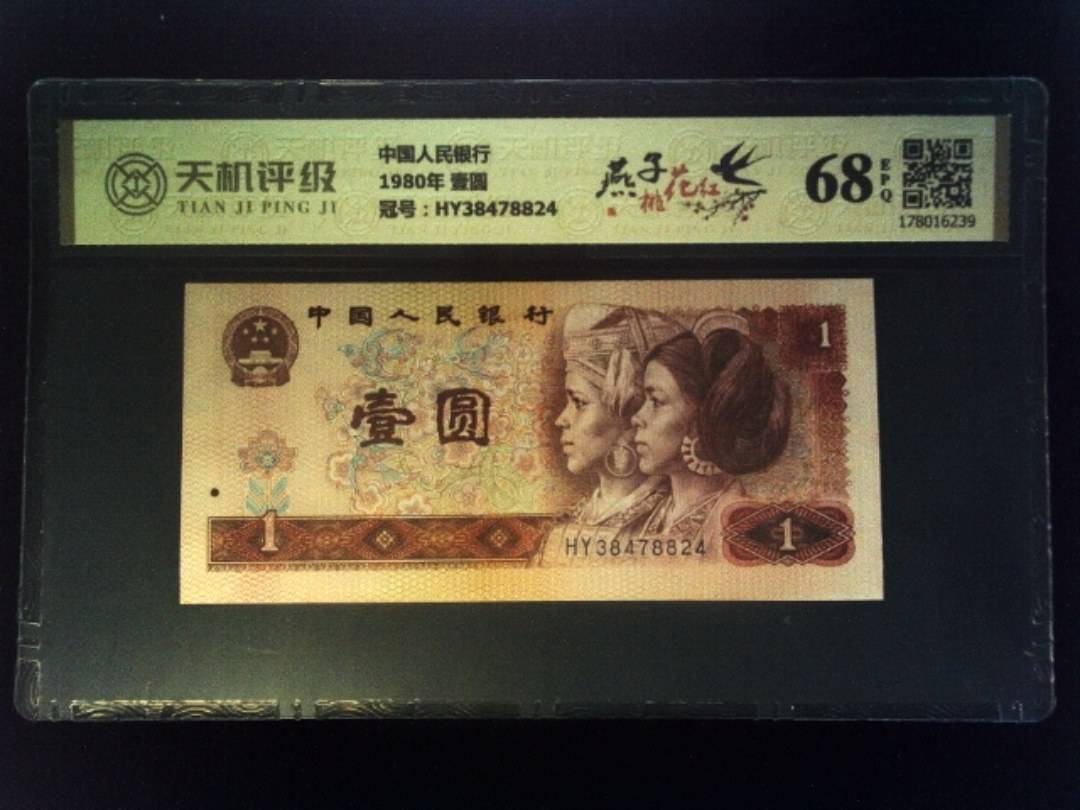 天机评级
TIAN JI PING JI
中国人民银行
1980年 壹圆
冠号：HY38478824
燕子
桃花红
68
EPQ
178016239
中国人民银行
1
壹圆
1
HY38478824
1